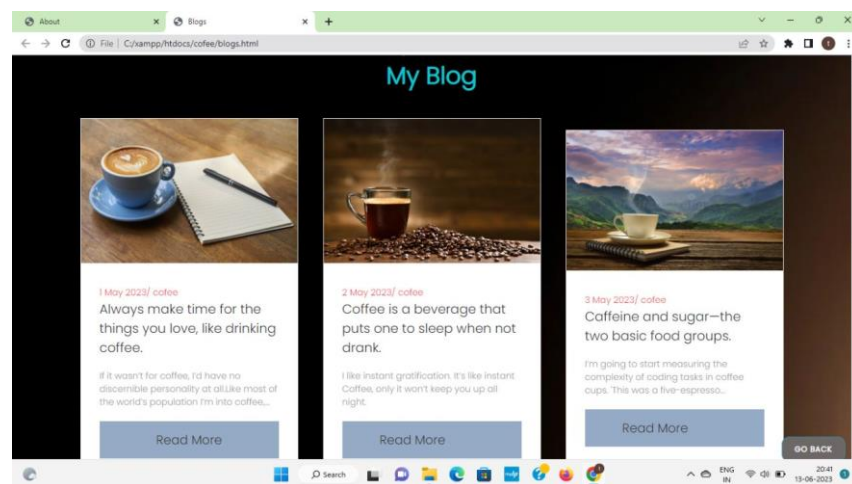 About
Blogs
File | C:/xampp/htdocs/cofee/blogs.html
My Blog
1 May 2023/ cofee
Always make time for the
things you love, like drinking
coffee.
If it wasn't for coffee, I'd have no
discernible personality at all.Like most of
the world's population I'm into coffee,...
Read More
2 May 2023/ cofee
Coffee is a beverage that
puts one to sleep when not
drank.
I like instant gratification. It's like instant
Coffee, only it won't keep you up all
night.
Read More
3 May 2023/ cofee
Caffeine and sugar—the
two basic food groups.
I'm going to start measuring the
complexity of coding tasks in coffee
cups. 'This was a five-espresso...
Read More
GO BACK
Search
ENG
IN
20:41
13-06-2023